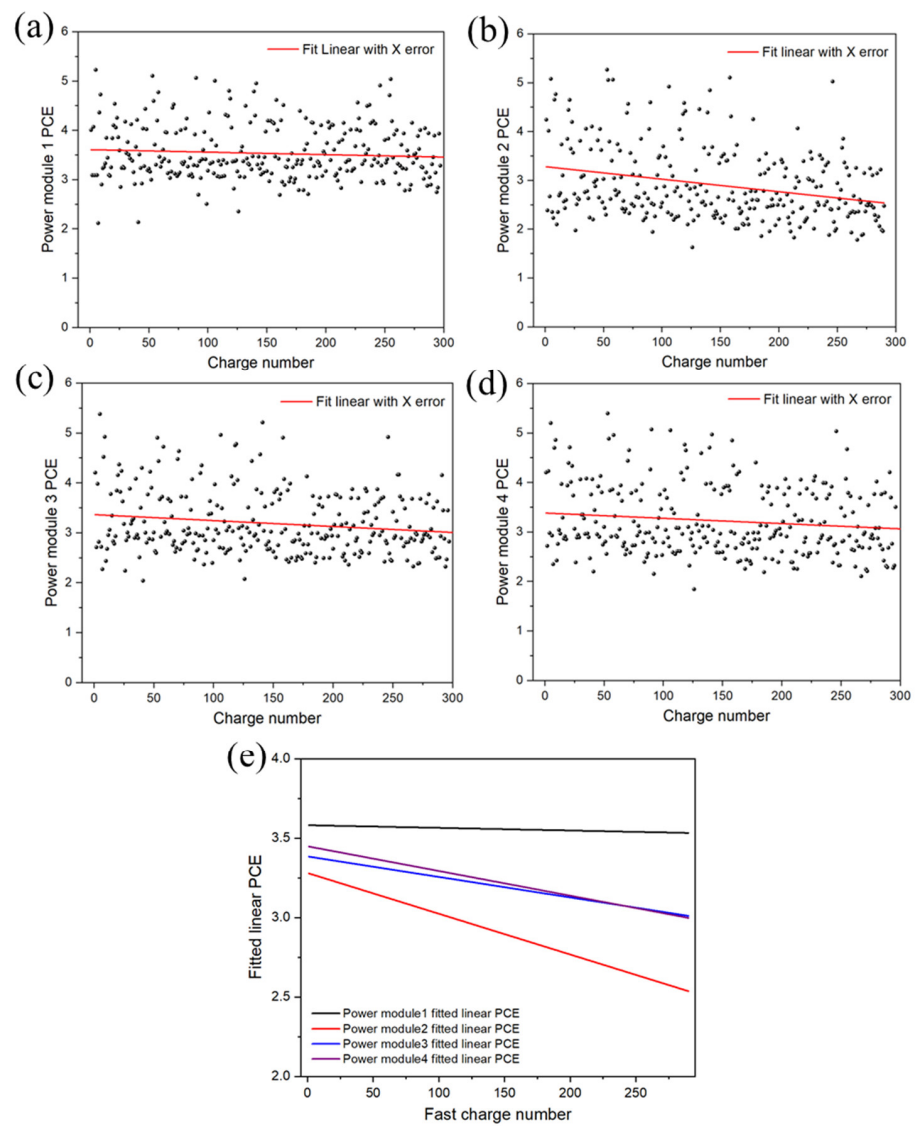 (a)
Fit Linear with X error
Power module 1 PCE
6
5
4
3
2
1
0
0 50 100 150 200 250 300
Charge number
(b)
Fit linear with X error
Power module 2 PCE
6
5
4
3
2
1
0
0 50 100 150 200 250 300
Charge number
(c)
Fit linear with X error
Power module 3 PCE
6
5
4
3
2
1
0
0 50 100 150 200 250 300
Charge number
(d)
Fit linear with X error
Power module 4 PCE
6
5
4
3
2
1
0
0 50 100 150 200 250 300
Charge number
(e)
Fitted linear PCE
4.0
3.5
3.0
2.5
2.0
Power module1 fitted linear PCE
Power module2 fitted linear PCE
Power module3 fitted linear PCE
Power module4 fitted linear PCE
0 50 100 150 200 250
Fast charge number